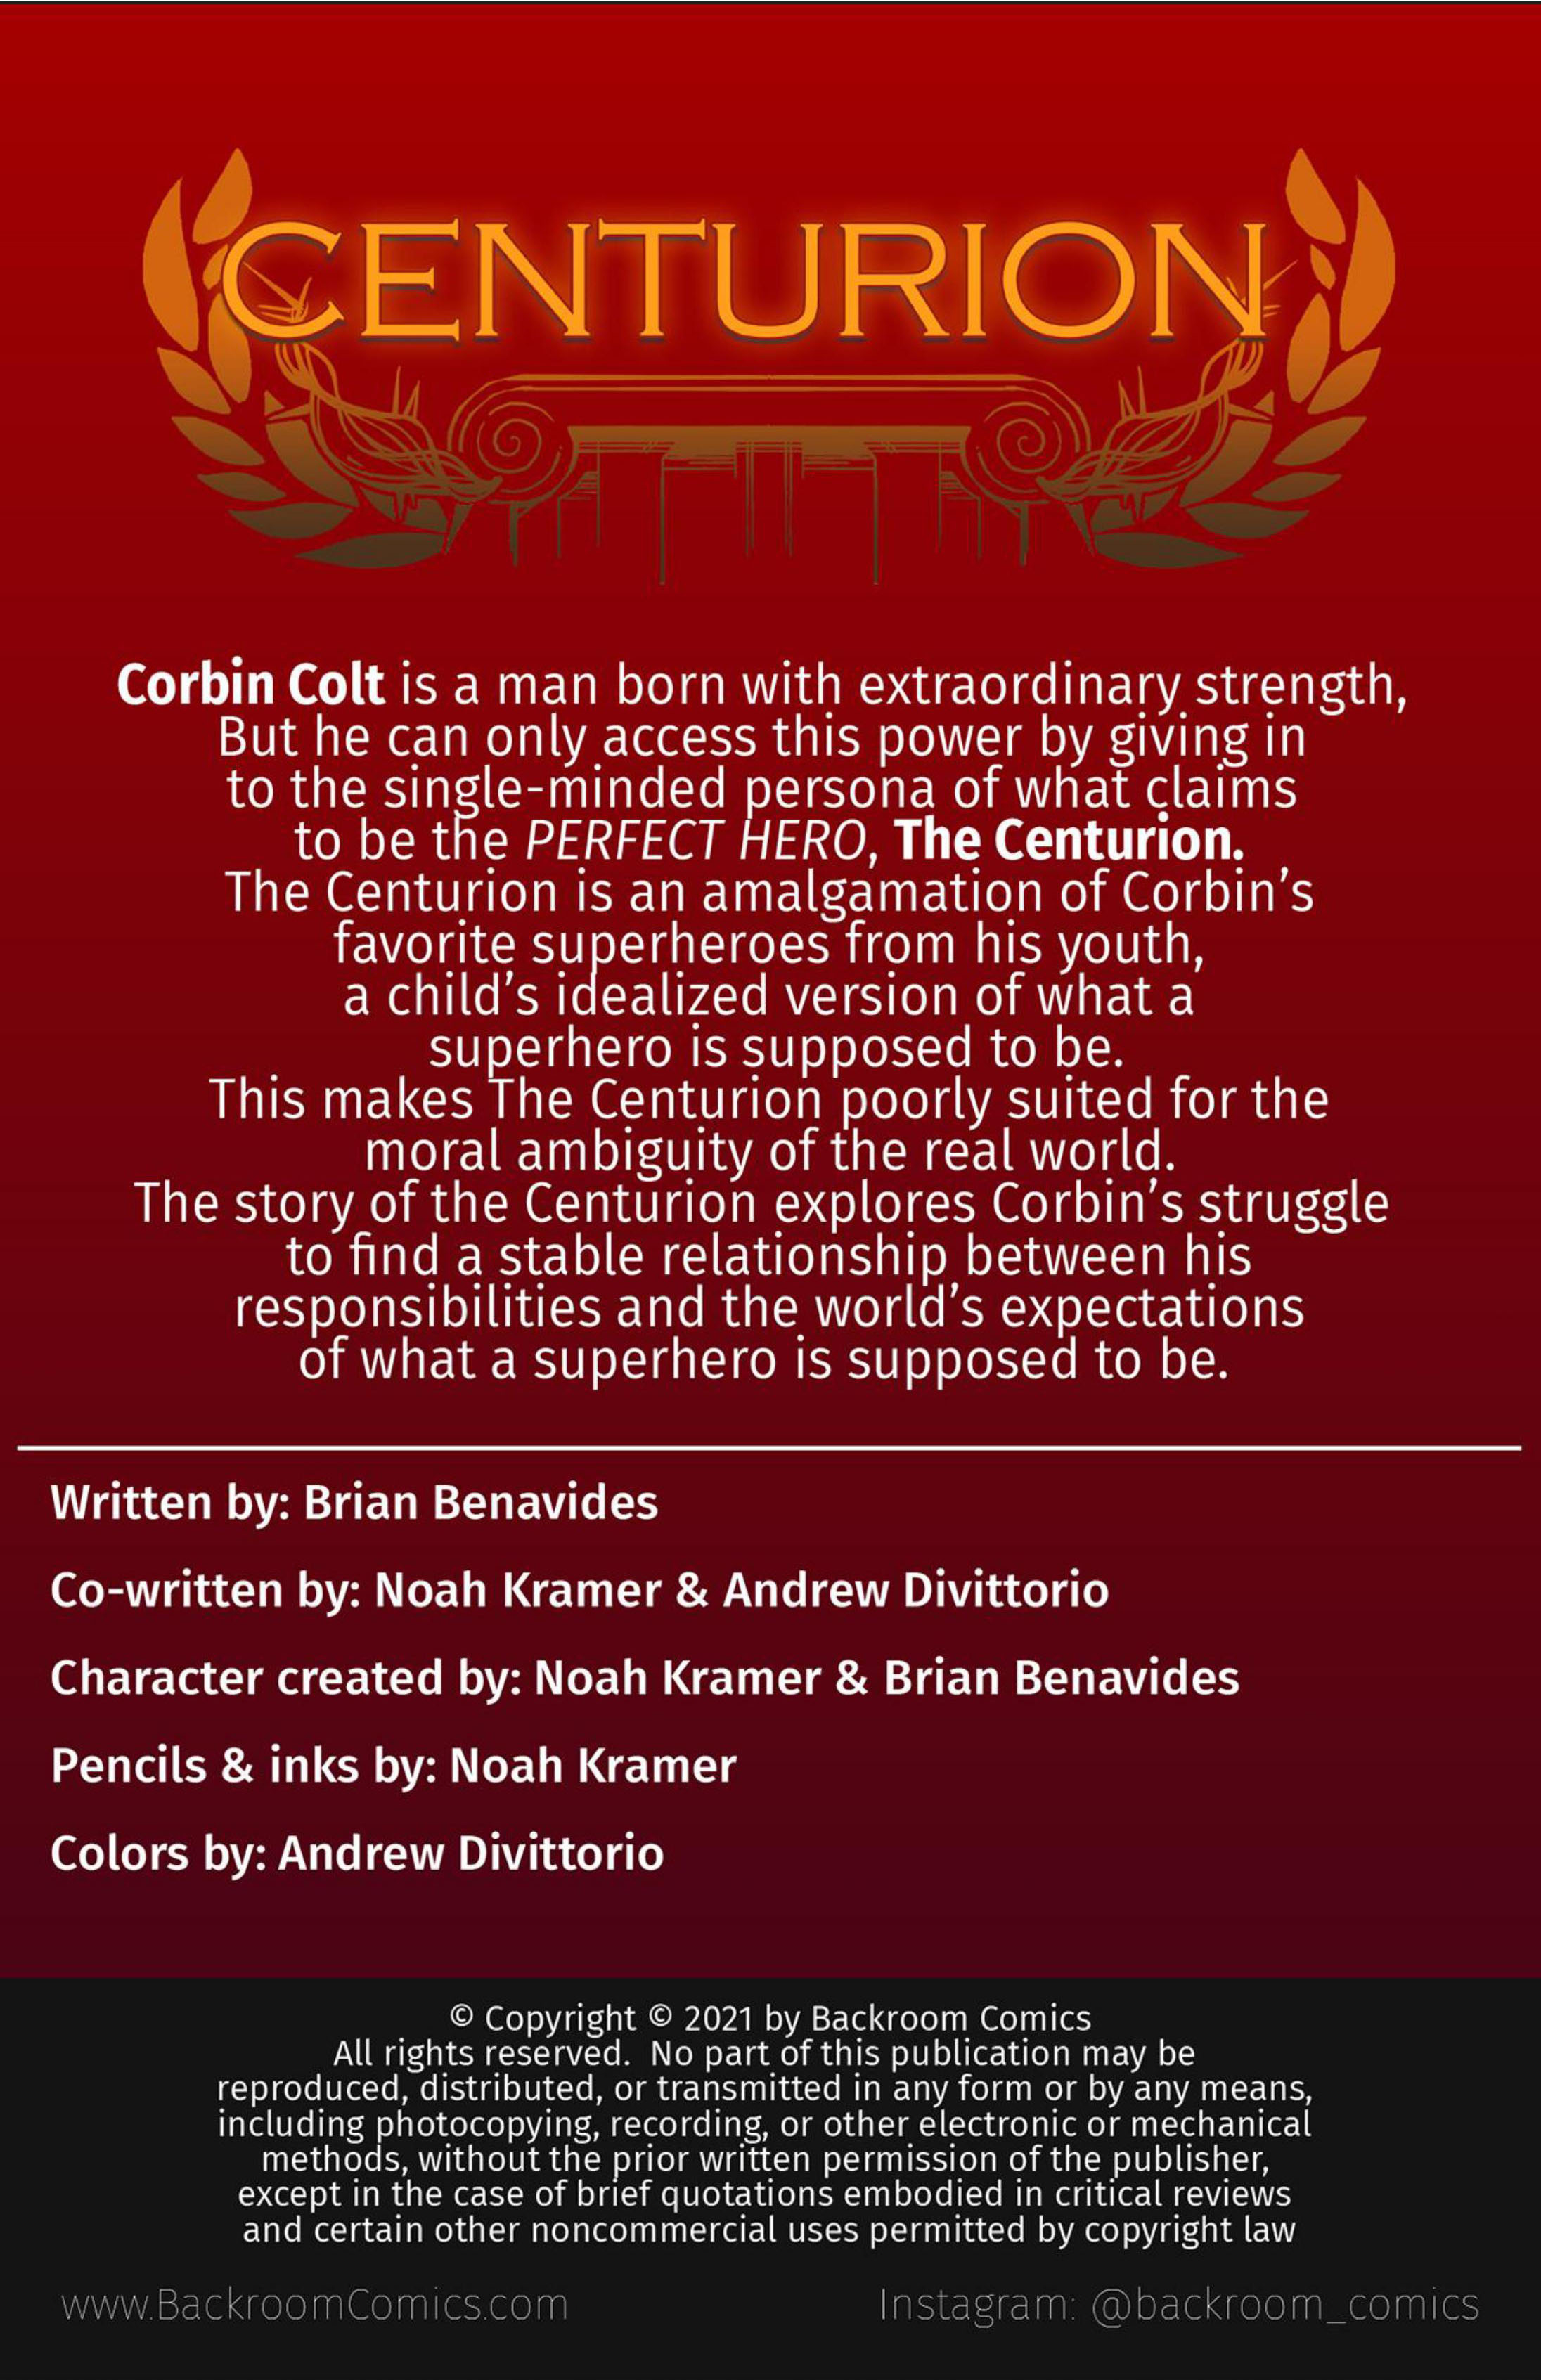 CENTURION
Corbin Colt is a man born with extraordinary strength,
But he can only access this power by giving in
to the single-minded persona of what claims
to be the PERFECT HERO, The Centurion.
The Centurion is an amalgamation of Corbin’s
favorite superheroes from his youth,
a child’s idealized version of what a
superhero is supposed to be.
This makes The Centurion poorly suited for the
moral ambiguity of the real world.
The story of the Centurion explores Corbin’s struggle
to find a stable relationship between his
responsibilities and the world’s expectations
of what a superhero is supposed to be.
Written by: Brian Benavides
Co-written by: Noah Kramer & Andrew Divittorio
Character created by: Noah Kramer & Brian Benavides
Pencils & inks by: Noah Kramer
Colors by: Andrew Divittorio
© Copyright © 2021 by Backroom Comics
All rights reserved. No part of this publication may be
reproduced, distributed, or transmitted in any form or by any means,
including photocopying, recording, or other electronic or mechanical
methods, without the prior written permission of the publisher,
except in the case of brief quotations embodied in critical reviews
and certain other noncommercial uses permitted by copyright law
www.BackroomComics.com
Instagram: @backroom_comics